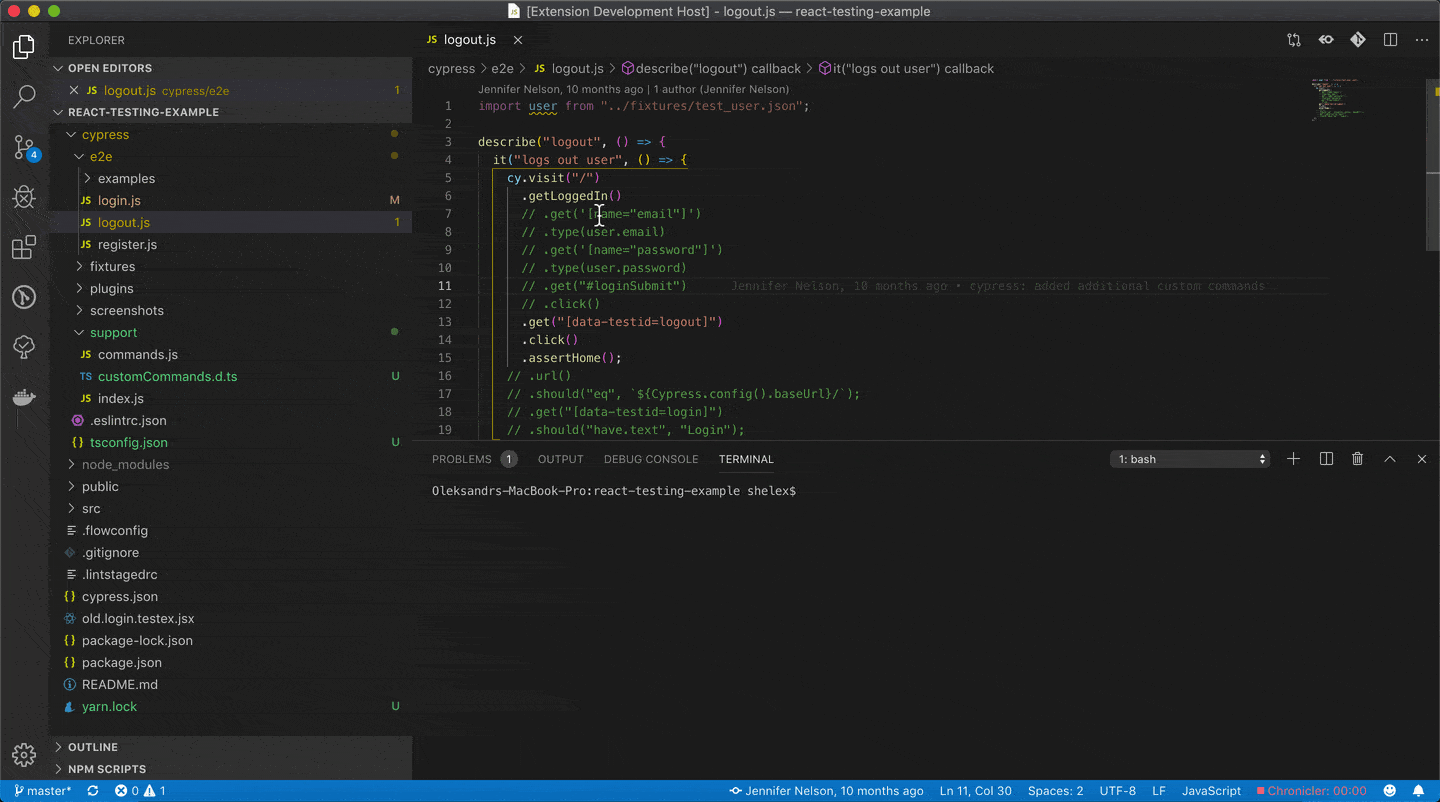 [Extension Development Host] - logout.js — react-testing-example
EXPLORER
OPEN EDITORS
logout.js cypress/e2e 1
REACT-TESTING-EXAMPLE
cypress
e2e
examples
JS login.js M
JS logout.js 1
JS register.js
fixtures
plugins
screenshots
support
JS commands.js
TS customCommands.d.ts U
JS index.js
.eslintrc.json
{} tsconfig.json U
node_modules
public
src
.flowconfig
.gitignore
.lintstagedrc
{} cypress.json
old.login.testex.jsx
{} package-lock.json
{} package.json
README.md
yarn.lock U
OUTLINE
NPM SCRIPTS
4
JS logout.js
cypress > e2e > JS logout.js > describe("logout") callback > it("logs out user") callback
Jennifer Nelson, 10 months ago | 1 author (Jennifer Nelson)
1 import user from "../fixtures/test_user.json";
2
3 describe("logout", () => {
4 it("logs out user", () => {
5 cy.visit("/")
6 .getLoggedIn()
7 // .get('[name="email"]')
8 // .type(user.email)
9 // .get('[name="password"]')
10 // .type(user.password)
11 // .get("#loginSubmit") Jennifer Nelson, 10 months ago • cypress: added additional custom commands…
12 // .click()
13 .get("[data-testid=logout]")
14 .click()
15 .assertHome();
16 // .url()
17 // .should("eq", `${Cypress.config().baseUrl}/`);
18 // .get("[data-testid=login]")
19 // .should("have.text", "Login");
PROBLEMS 1 OUTPUT DEBUG CONSOLE TERMINAL 1: bash
Oleksandrs-MacBook-Pro:react-testing-example shelex$
master* 0 1 Jennifer Nelson, 10 months ago Ln 11, Col 30 Spaces: 2 UTF-8 LF JavaScript Chronicler: 00:00